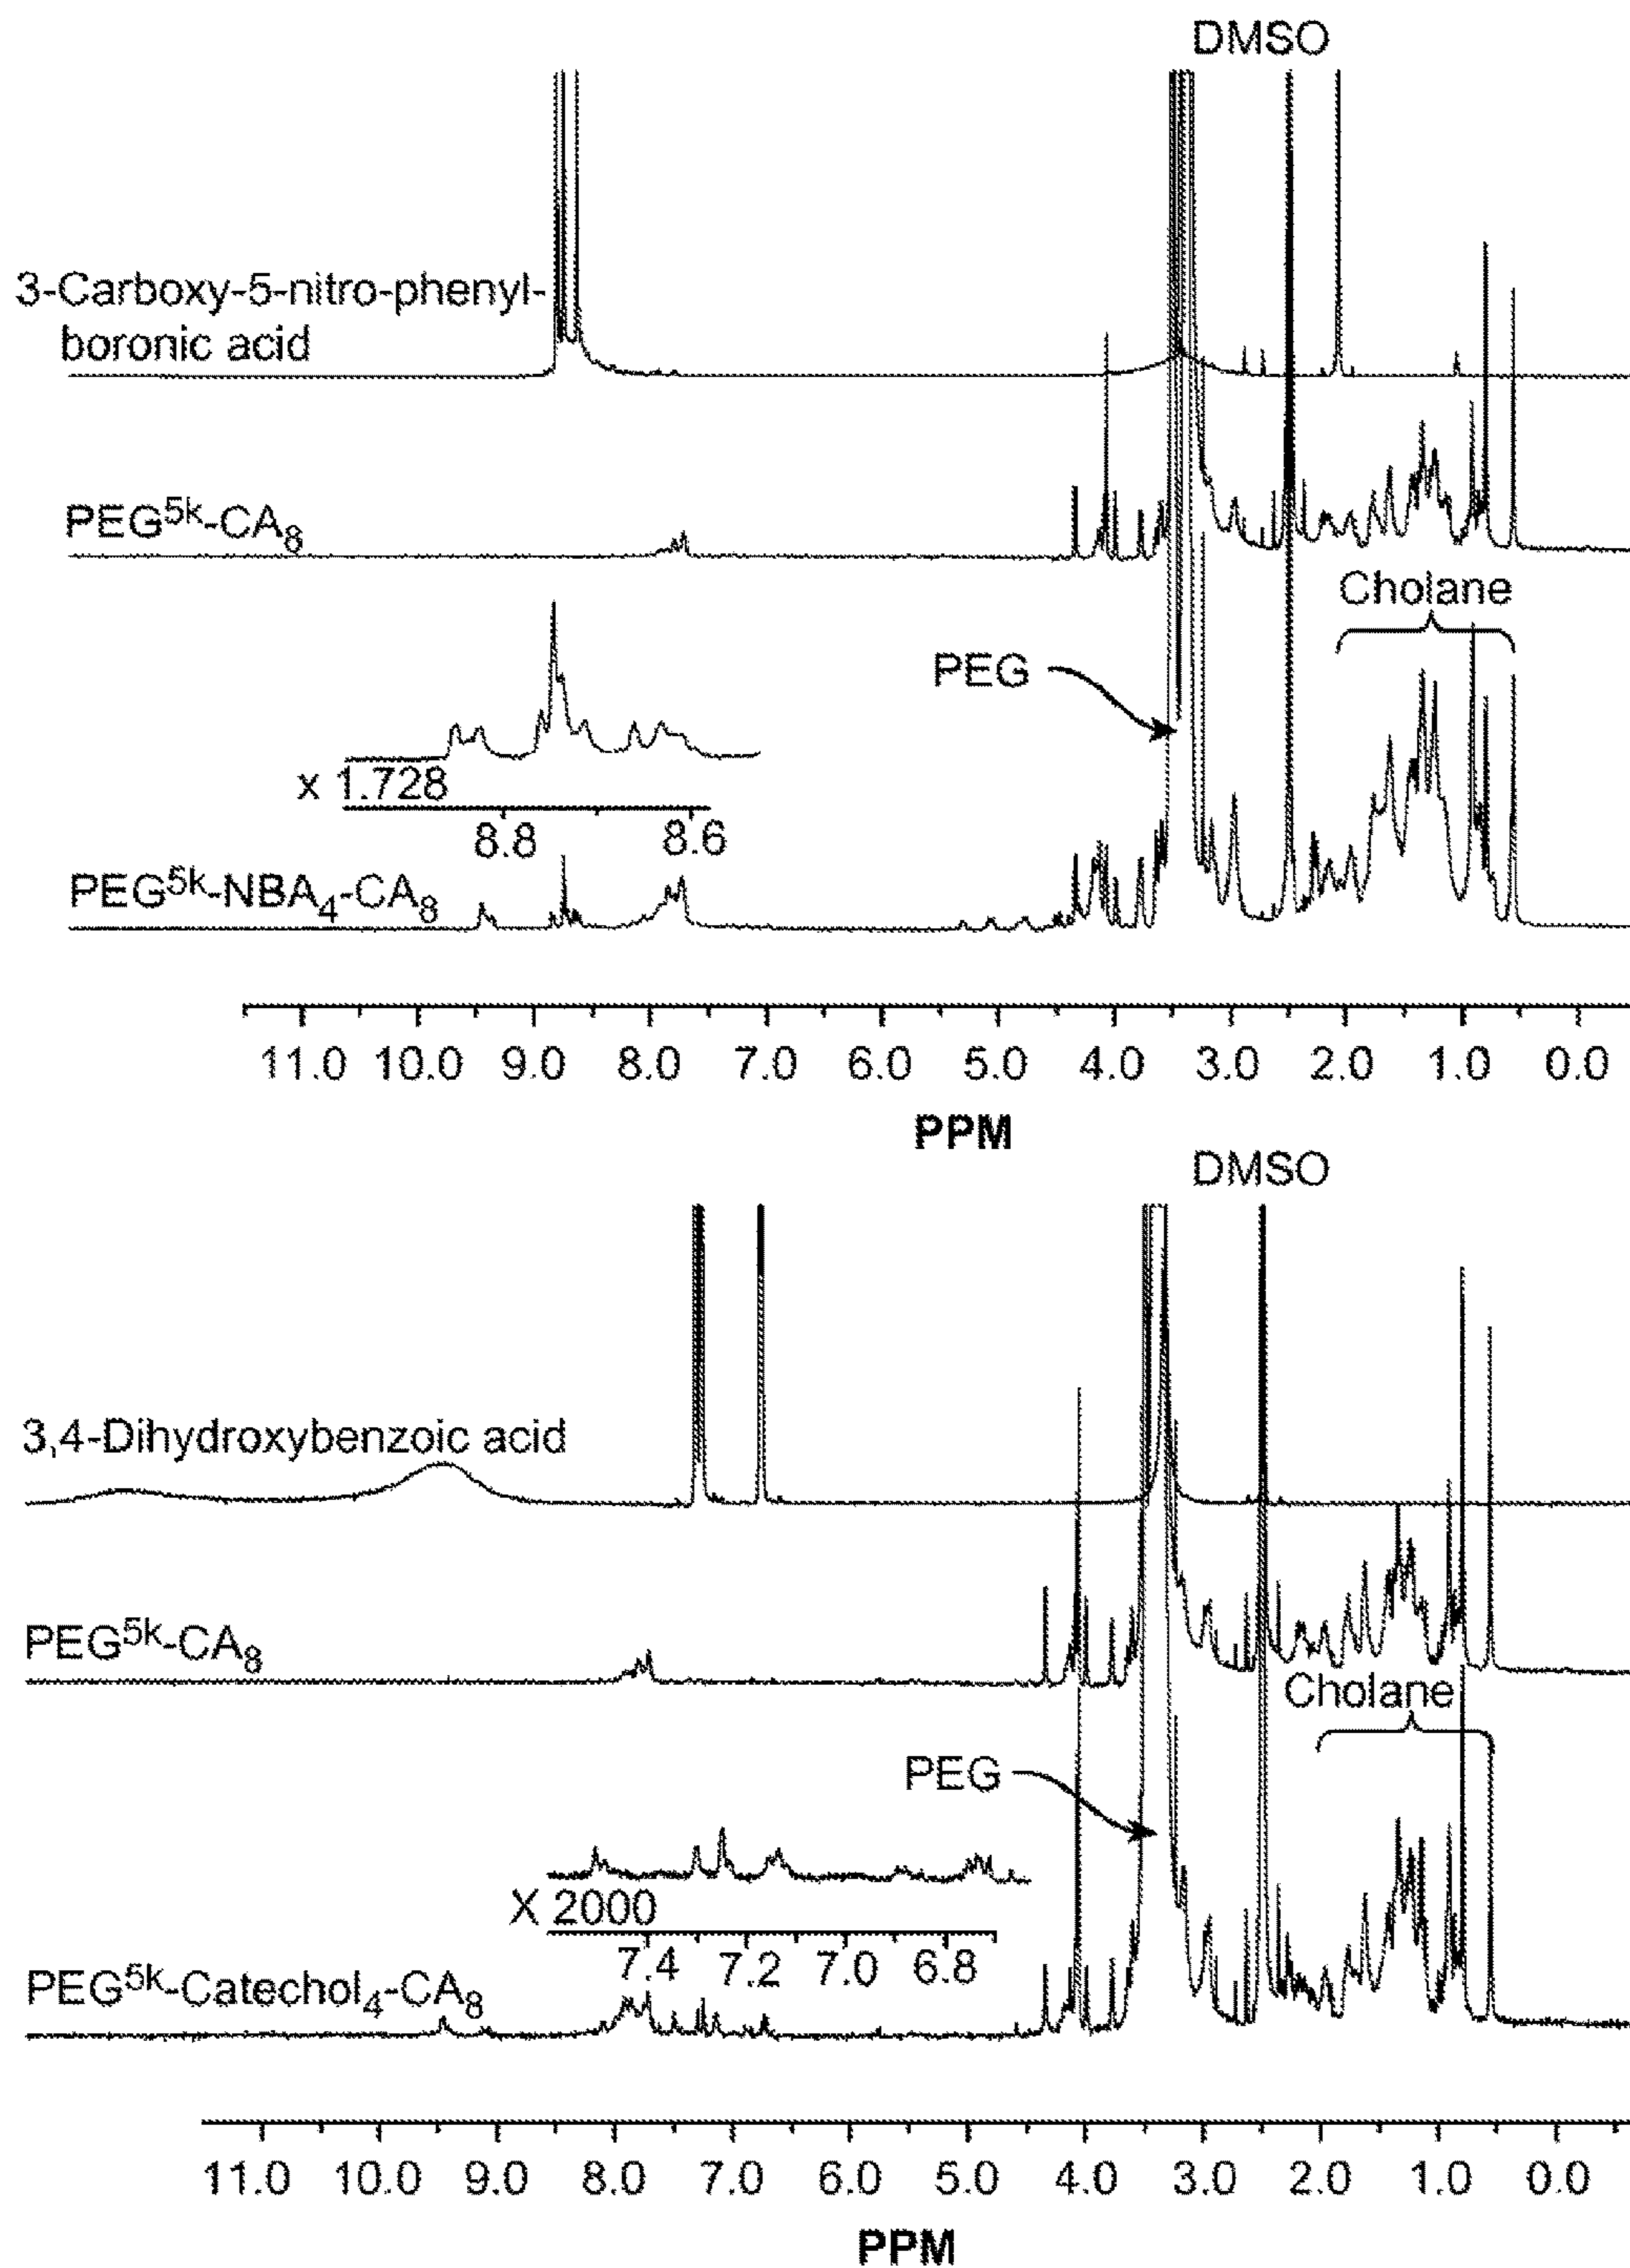 DMSO
3-Carboxy-5-nitro-phenyl-
boronic acid
PEG5k-CA8
Cholane
PEG
x 1.728
8.8 8.6
PEG5k-NBA4-CA8
11.0 10.0 9.0 8.0 7.0 6.0 5.0 4.0 3.0 2.0 1.0 0.0
PPM
DMSO
3,4-Dihydroxybenzoic acid
PEG5k-CA8
Cholane
PEG
X 2000
7.4 7.2 7.0 6.8
PEG5k-Catechol4-CA8
11.0 10.0 9.0 8.0 7.0 6.0 5.0 4.0 3.0 2.0 1.0 0.0
PPM